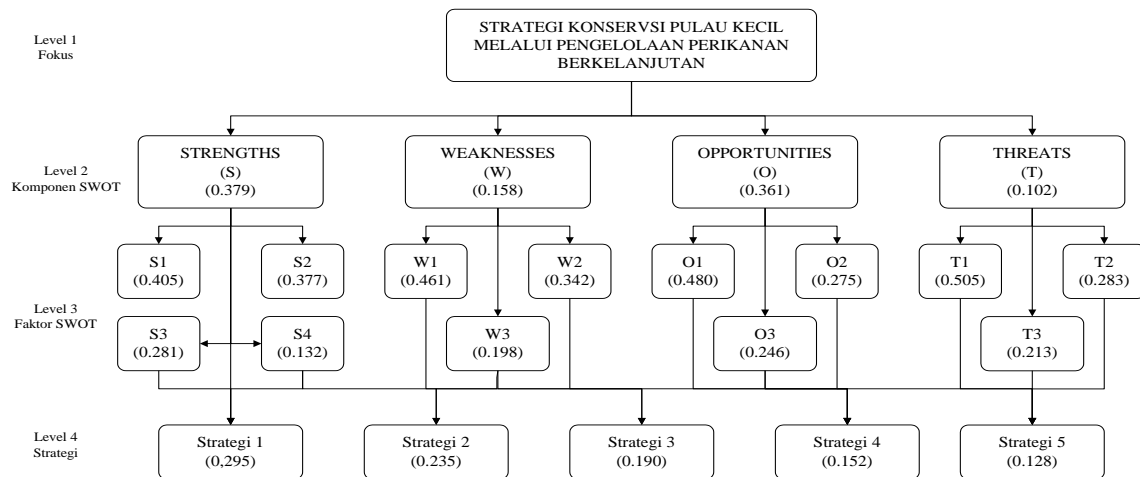 Level 1
Fokus
STRATEGI KONSERVSI PULAU KECIL
MELALUI PENGELOLAAN PERIKANAN
BERKELANJUTAN
Level 2
Komponen SWOT
STRENGTHS
(S)
(0.379)
WEAKNESSES
(W)
(0.158)
OPPORTUNITIES
(O)
(0.361)
THREATS
(T)
(0.102)
Level 3
Faktor SWOT
S1
(0.405)
S2
(0.377)
W1
(0.461)
W2
(0.342)
O1
(0.480)
O2
(0.275)
T1
(0.505)
T2
(0.283)
S3
(0.281)
S4
(0.132)
W3
(0.198)
O3
(0.246)
T3
(0.213)
Level 4
Strategi
Strategi 1
(0,295)
Strategi 2
(0.235)
Strategi 3
(0.190)
Strategi 4
(0.152)
Strategi 5
(0.128)